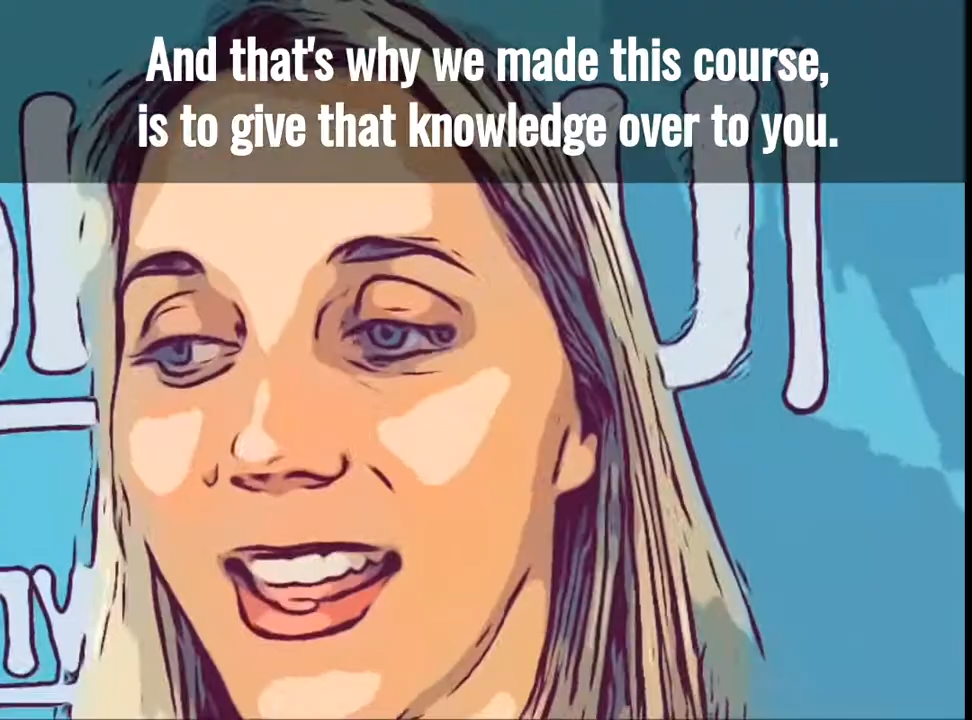 And that's why we made this course,
is to give that knowledge over to you.